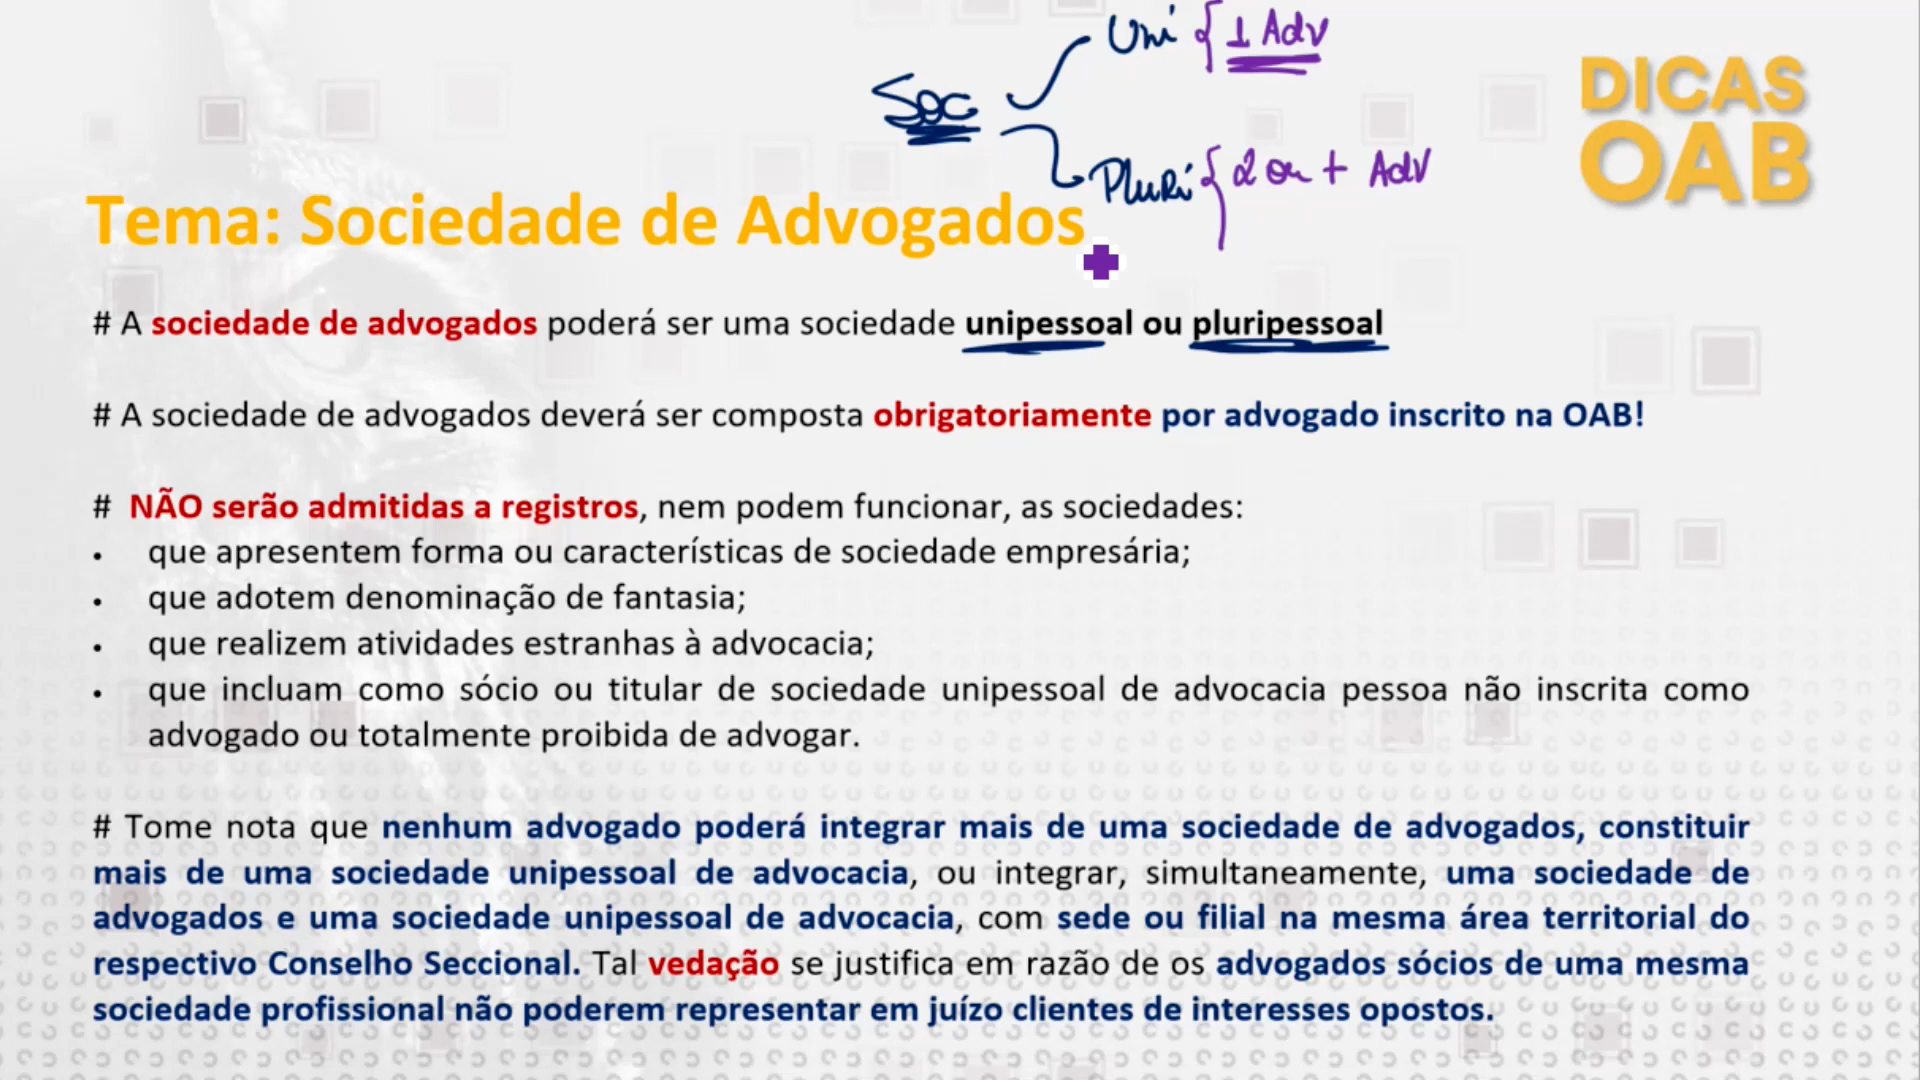 Uni { 1 Adv
Soc
Pluri { 2 ou + Adv
DICAS
OAB
Tema: Sociedade de Advogados
# A sociedade de advogados poderá ser uma sociedade unipessoal ou pluripessoal
# A sociedade de advogados deverá ser composta obrigatoriamente por advogado inscrito na OAB!
# NÃO serão admitidas a registros, nem podem funcionar, as sociedades:
• que apresentem forma ou características de sociedade empresária;
• que adotem denominação de fantasia;
• que realizem atividades estranhas à advocacia;
• que incluam como sócio ou titular de sociedade unipessoal de advocacia pessoa não inscrita como
advogado ou totalmente proibida de advogar.
# Tome nota que nenhum advogado poderá integrar mais de uma sociedade de advogados, constituir
mais de uma sociedade unipessoal de advocacia, ou integrar, simultaneamente, uma sociedade de
advogados e uma sociedade unipessoal de advocacia, com sede ou filial na mesma área territorial do
respectivo Conselho Seccional. Tal vedação se justifica em razão de os advogados sócios de uma mesma
sociedade profissional não poderem representar em juízo clientes de interesses opostos.